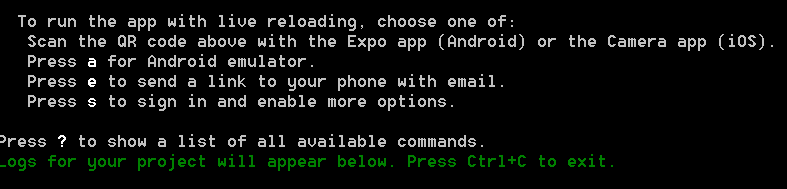 To run the app with live reloading, choose one of:
Scan the QR code above with the Expo app (Android) or the Camera app (iOS).
Press a for Android emulator.
Press e to send a link to your phone with email.
Press s to sign in and enable more options.
Press ? to show a list of all available commands.
Logs for your project will appear below. Press Ctrl+C to exit.